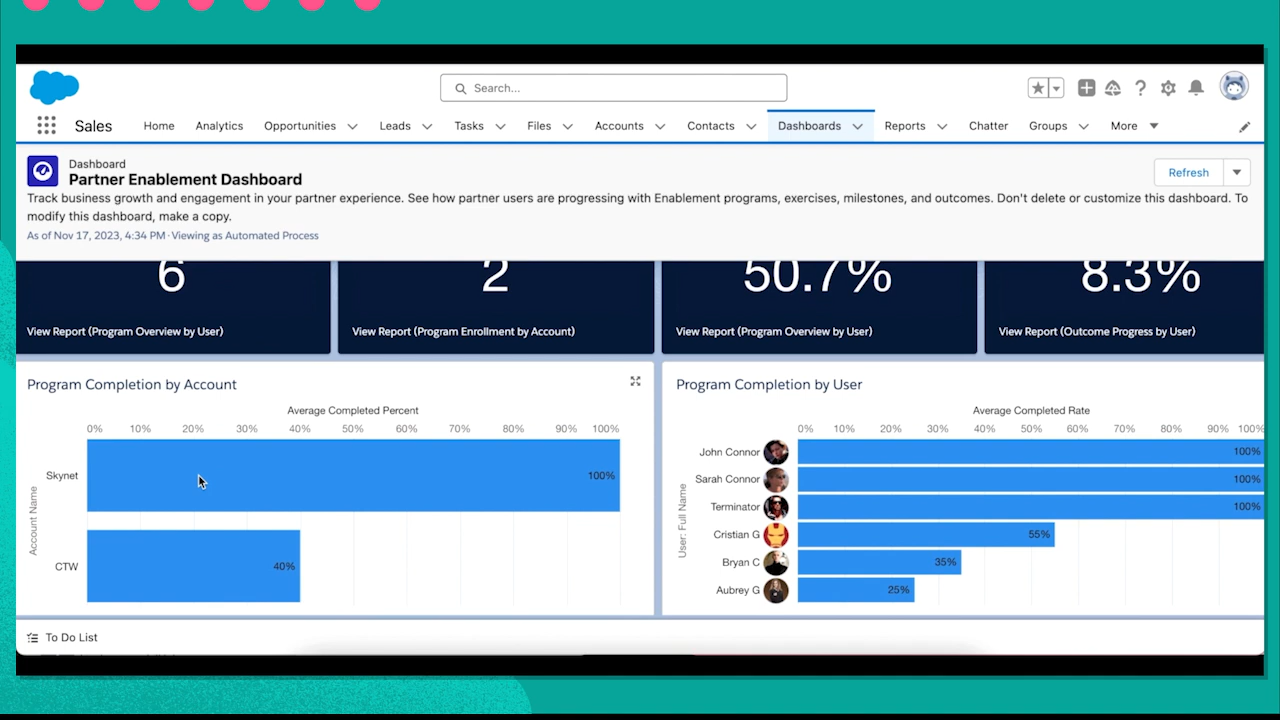 Search...
Sales
Home
Analytics
Opportunities
Leads
Tasks
Files
Accounts
Contacts
Dashboards
Reports
Chatter
Groups
More
Dashboard
Partner Enablement Dashboard
Refresh
Track business growth and engagement in your partner experience. See how partner users are progressing with Enablement programs, exercises, milestones, and outcomes. Don't delete or customize this dashboard. To
modify this dashboard, make a copy.
As of Nov 17, 2023, 4:34 PM·Viewing as Automated Process
6
2
50.7%
8.3%
View Report (Program Overview by User)
View Report (Program Enrollment by Account)
View Report (Program Overview by User)
View Report (Outcome Progress by User)
Program Completion by Account
Average Completed Percent
0% 10% 20% 30% 40% 50% 60% 70% 80% 90% 100%
Account Name
Skynet
100%
CTW
40%
Program Completion by User
Average Completed Rate
0% 10% 20% 30% 40% 50% 60% 70% 80% 90% 100%
User: Full Name
John Connor
100%
Sarah Connor
100%
Terminator
100%
Cristian G
55%
Bryan C
35%
Aubrey G
25%
To Do List